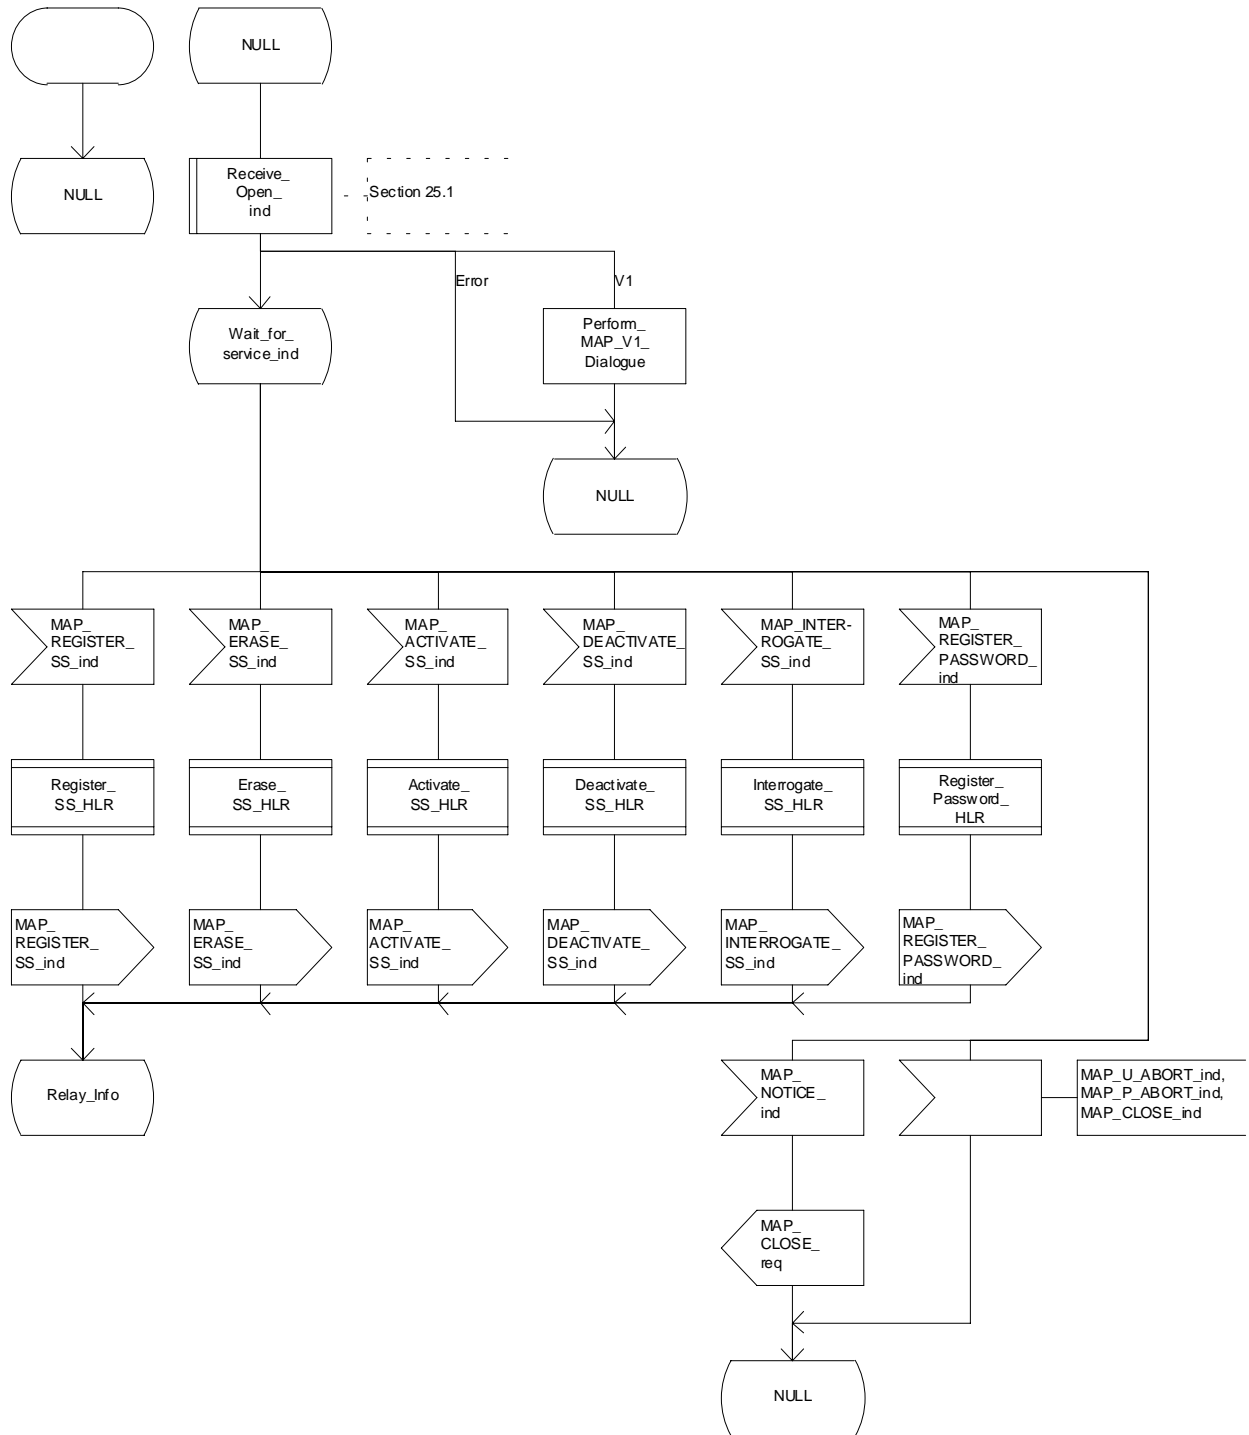 NULL
NULL
Receive_
Open_
ind
Section 25.1
Error
V1
Wait_for_
service_ind
Perform_
MAP_V1_
Dialogue
NULL
MAP_
REGISTER_
SS_ind
MAP_
ERASE_
SS_ind
MAP_
ACTIVATE_
SS_ind
MAP_
DEACTIVATE_
SS_ind
MAP_INTER-
ROGATE_
SS_ind
MAP_
REGISTER_
PASSWORD_
ind
Register_
SS_HLR
Erase_
SS_HLR
Activate_
SS_HLR
Deactivate_
SS_HLR
Interrogate_
SS_HLR
Register_
Password_
HLR
MAP_
REGISTER_
SS_ind
MAP_
ERASE_
SS_ind
MAP_
ACTIVATE_
SS_ind
MAP_
DEACTIVATE_
SS_ind
MAP_
INTERROGATE_
SS_ind
MAP_
REGISTER_
PASSWORD_
ind
Relay_Info
MAP_
NOTICE_
ind
MAP_U_ABORT_ind,
MAP_P_ABORT_ind,
MAP_CLOSE_ind
MAP_
CLOSE_
req
NULL